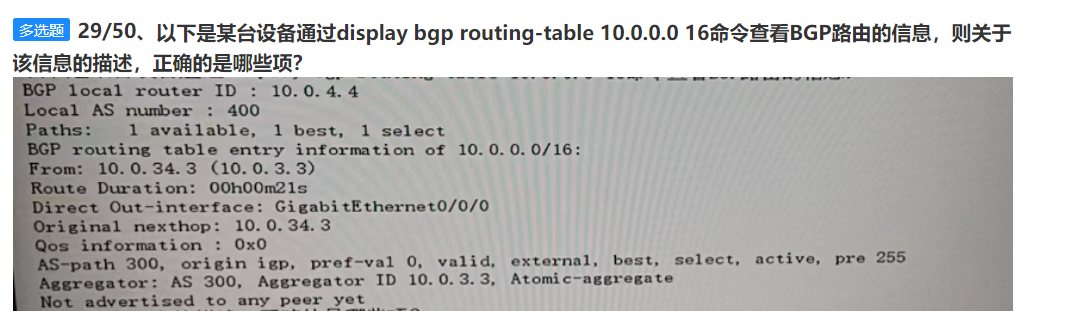 多选题 29/50、以下是某台设备通过display bgp routing-table 10.0.0.0 16命令查看BGP路由的信息，则关于
该信息的描述，正确的是哪些项？
BGP local router ID : 10.0.4.4
Local AS number : 400
Paths: 1 available, 1 best, 1 select
BGP routing table entry information of 10.0.0.0/16:
From: 10.0.34.3 (10.0.3.3)
Route Duration: 00h00m21s
Direct Out-interface: GigabitEthernet0/0/0
Original nexthop: 10.0.34.3
Qos information : 0x0
AS-path 300, origin igp, pref-val 0, valid, external, best, select, active, pre 255
Aggregator: AS 300, Aggregator ID 10.0.3.3, Atomic-aggregate
Not advertised to any peer yet